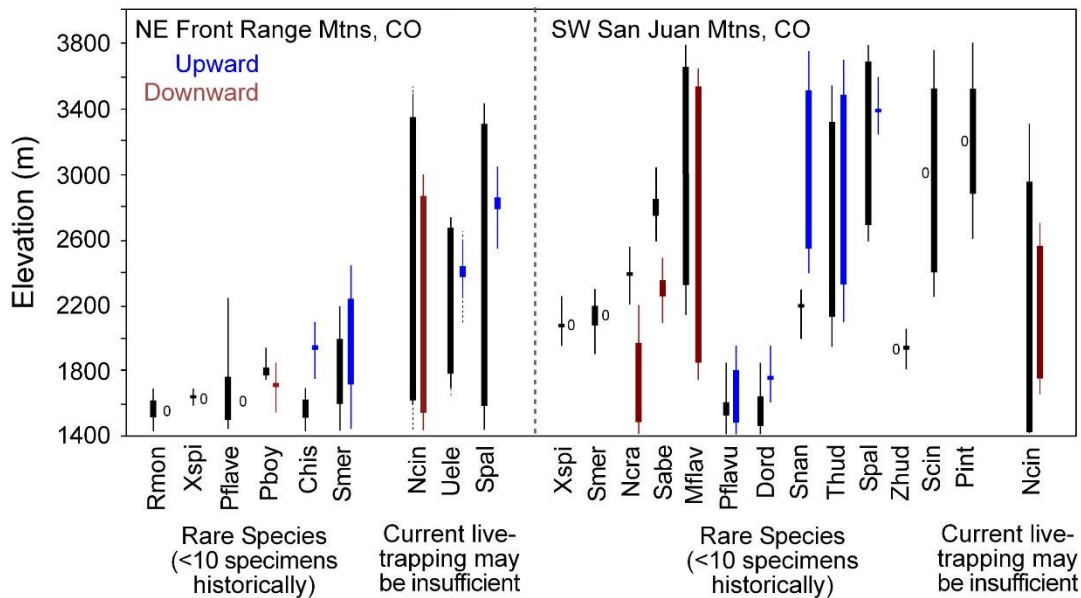 NE Front Range Mtns, CO
SW San Juan Mtns, CO
Upward
Downward
Elevation (m)
3800
3400
3000
2600
2200
1800
1400
0
0
0
0
0
0
0
0
Rmon
Xspi
Pflave
Pboy
Chis
Smer
Ncin
Uele
Spal
Xspi
Smer
Ncra
Sabe
Mflav
Pflavu
Dord
Snan
Thud
Spal
Zhud
Scin
Pint
Ncin
Rare Species
(<10 specimens
historically)
Current live-
trapping may
be insufficient
Rare Species
(<10 specimens
historically)
Current live-
trapping may
be insufficient